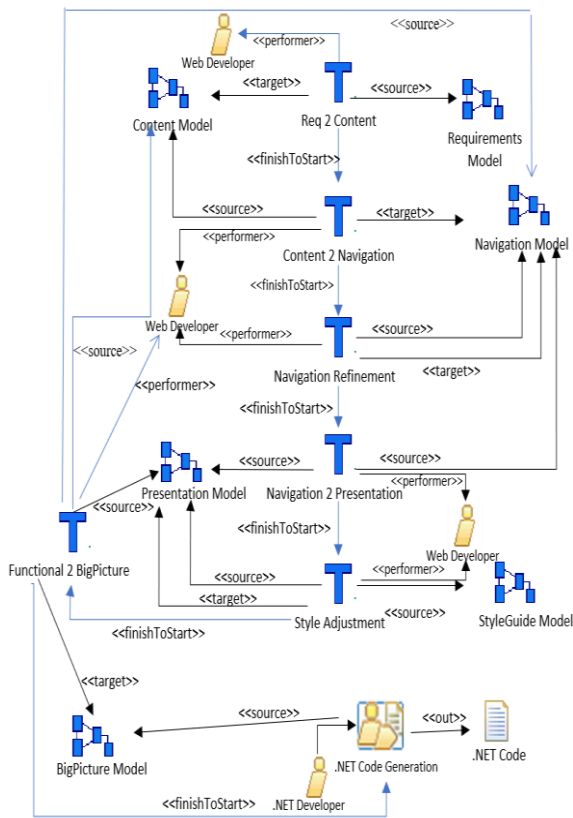 <<source>>
<<performer>>
Web Developer
<<target>>
<<source>>
Content Model
Req 2 Content
Requirements
Model
<<finishToStart>>
<<source>>
<<target>>
<<performer>>
Content 2 Navigation
Navigation Model
<<finishToStart>>
Web Developer
<<performer>>
<<source>>
<<source>>
<<target>>
<<performer>>
Navigation Refinement
<<finishToStart>>
<<source>>
<<source>>
<<performer>>
Presentation Model
Navigation 2 Presentation
<<source>>
<<finishToStart>>
Web Developer
Functional 2 BigPicture
<<performer>>
<<source>>
<<target>>
<<source>>
Style Adjustment
StyleGuide Model
<<finishToStart>>
<<target>>
<<source>>
<<out>>
BigPicture Model
.NET Code Generation
.NET Code
<<finishToStart>>
.NET Developer